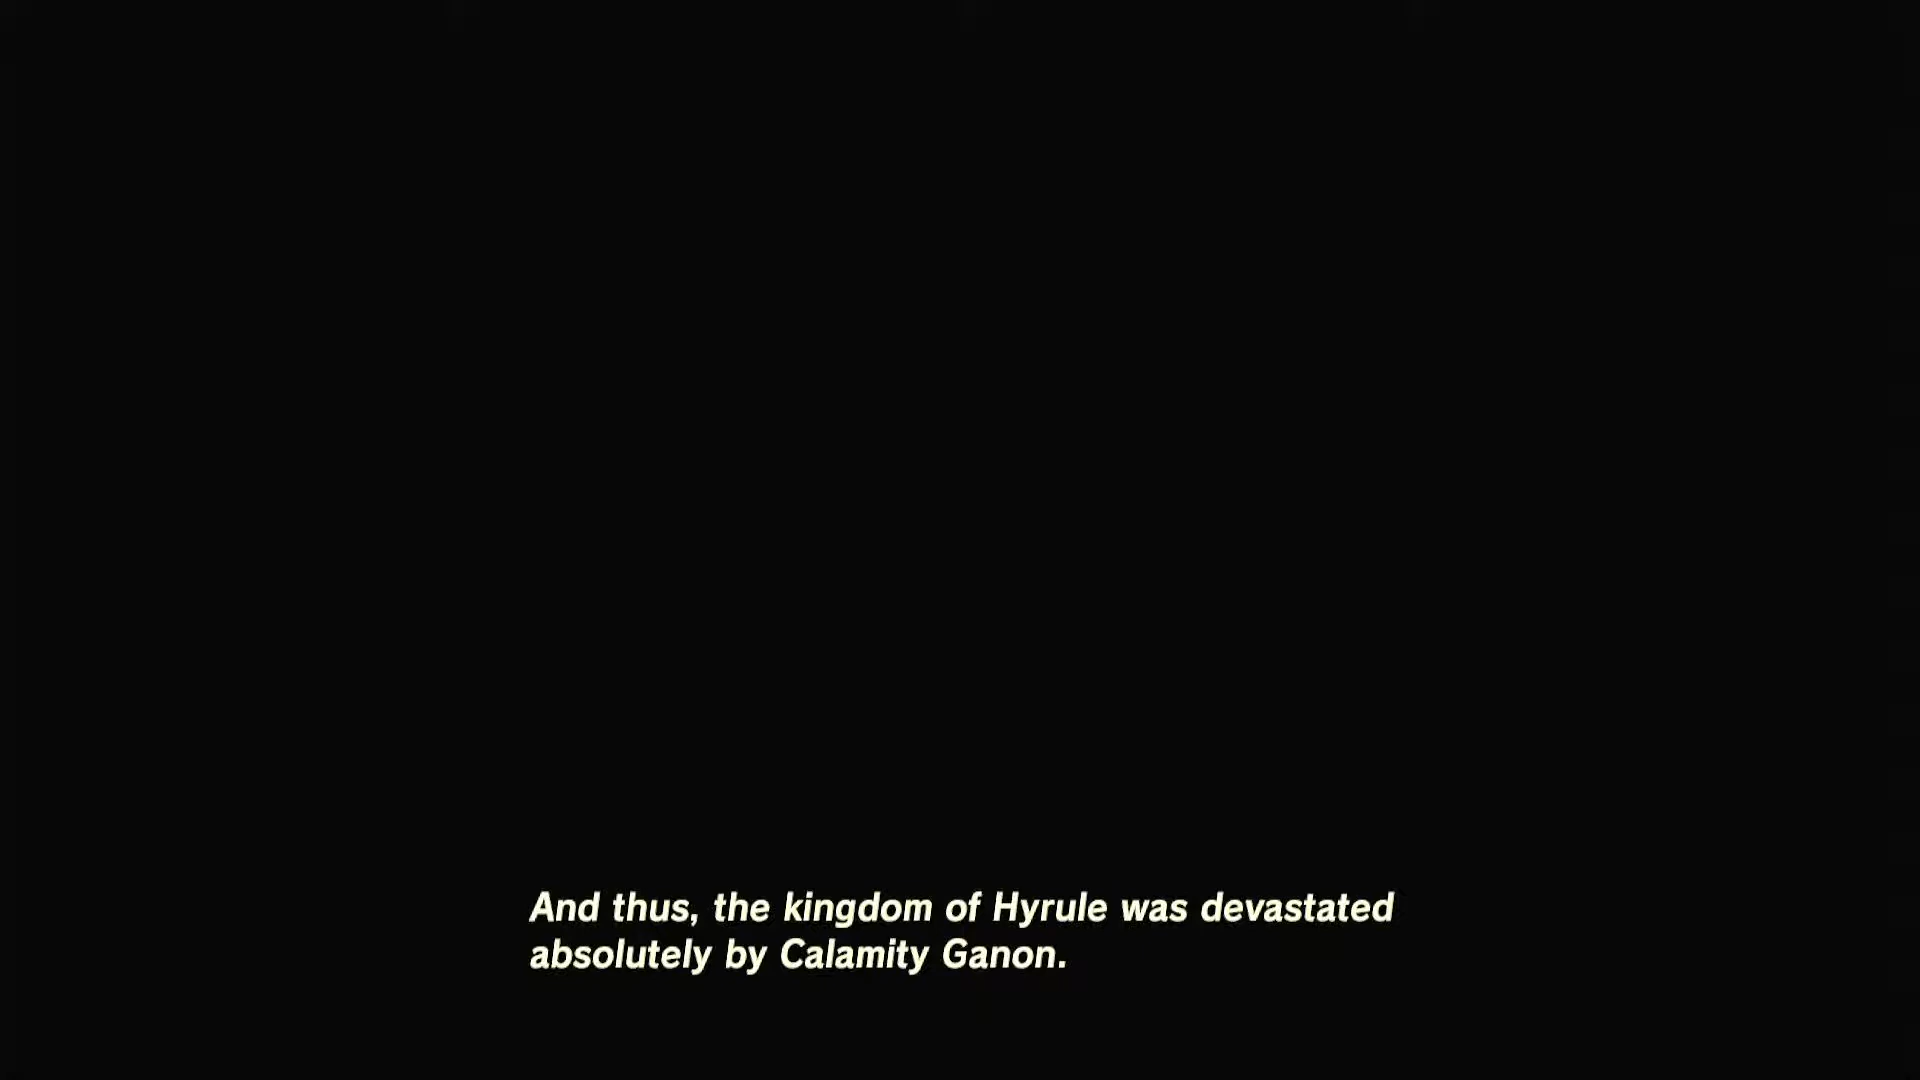 And thus, the kingdom of Hyrule was devastated
absolutely by Calamity Ganon.